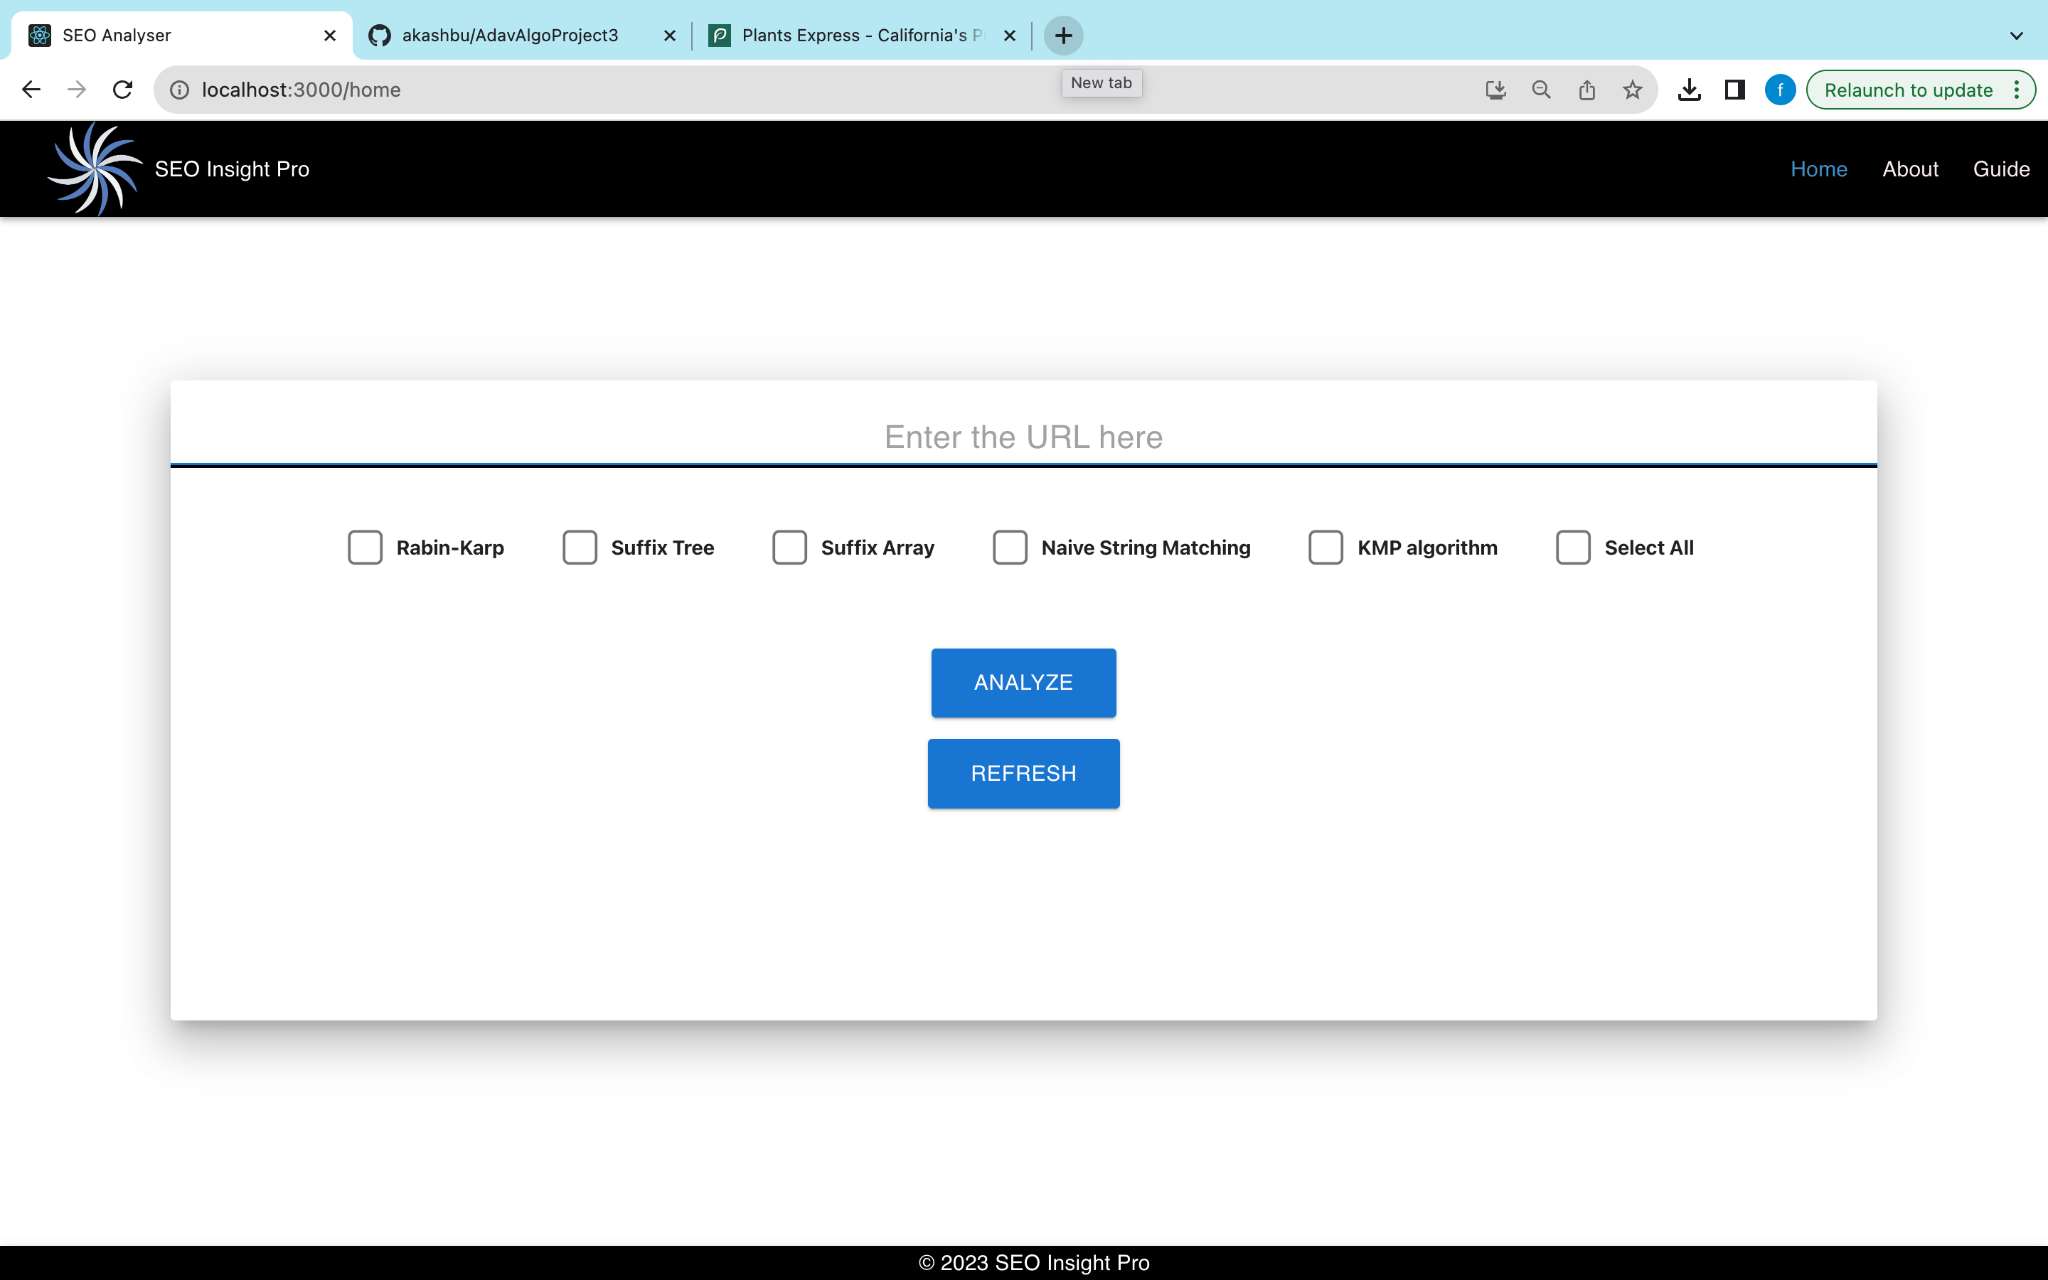 SEO Analyser
akashbu/AdavAlgoProject3
Plants Express - California's P
localhost:3000/home
New tab
f
Relaunch to update
SEO Insight Pro
Home
About
Guide
Enter the URL here
Rabin-Karp
Suffix Tree
Suffix Array
Naive String Matching
KMP algorithm
Select All
ANALYZE
REFRESH
© 2023 SEO Insight Pro